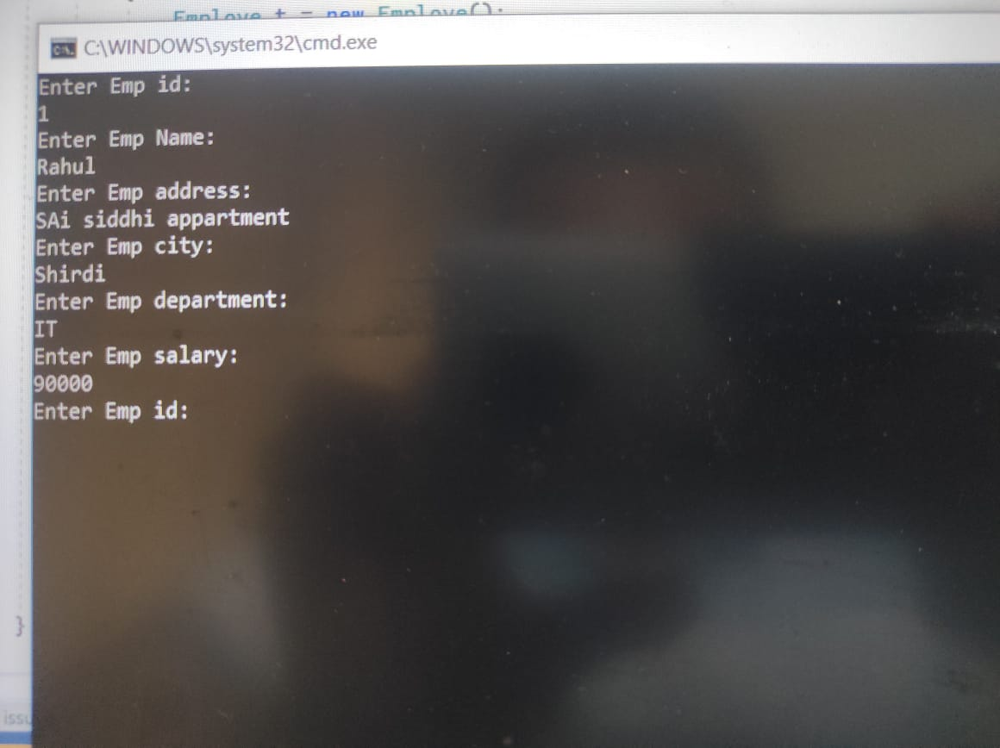 Employe t = new Employe();
C:\WINDOWS\system32\cmd.exe
Enter Emp id:
1
Enter Emp Name:
Rahul
Enter Emp address:
SAi siddhi appartment
Enter Emp city:
Shirdi
Enter Emp department:
IT
Enter Emp salary:
90000
Enter Emp id:
}
issu